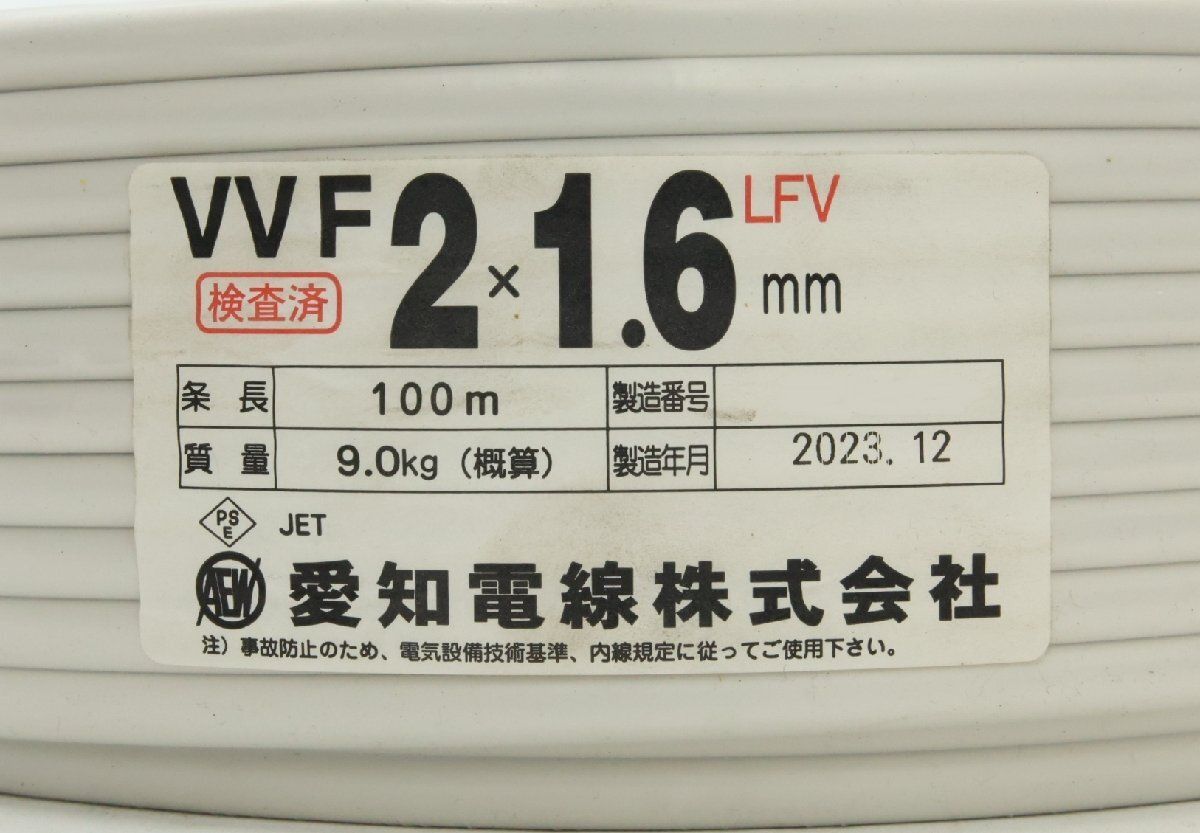 VVF 2×1.6 mm LFV
検査済
条長 100m 製造番号
質量 9.0kg (概算) 製造年月 2023.12
PSE JET
AEW 愛知電線株式会社
注）事故防止のため、電気設備技術基準、内線規定に従ってご使用下さい。